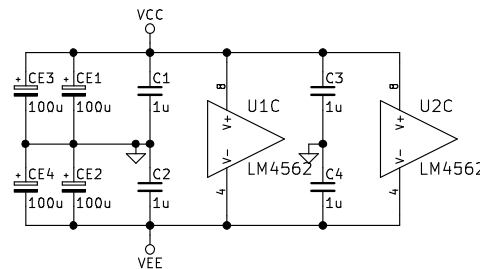 VCC
+ CE3 + CE1 C1 8 U1C C3 8 U2C
100u 100u 1u V+ 1u V+
+ CE4 + CE2 C2 V- LM4562 C4 V- LM4562
100u 100u 1u 4 1u 4
VEE